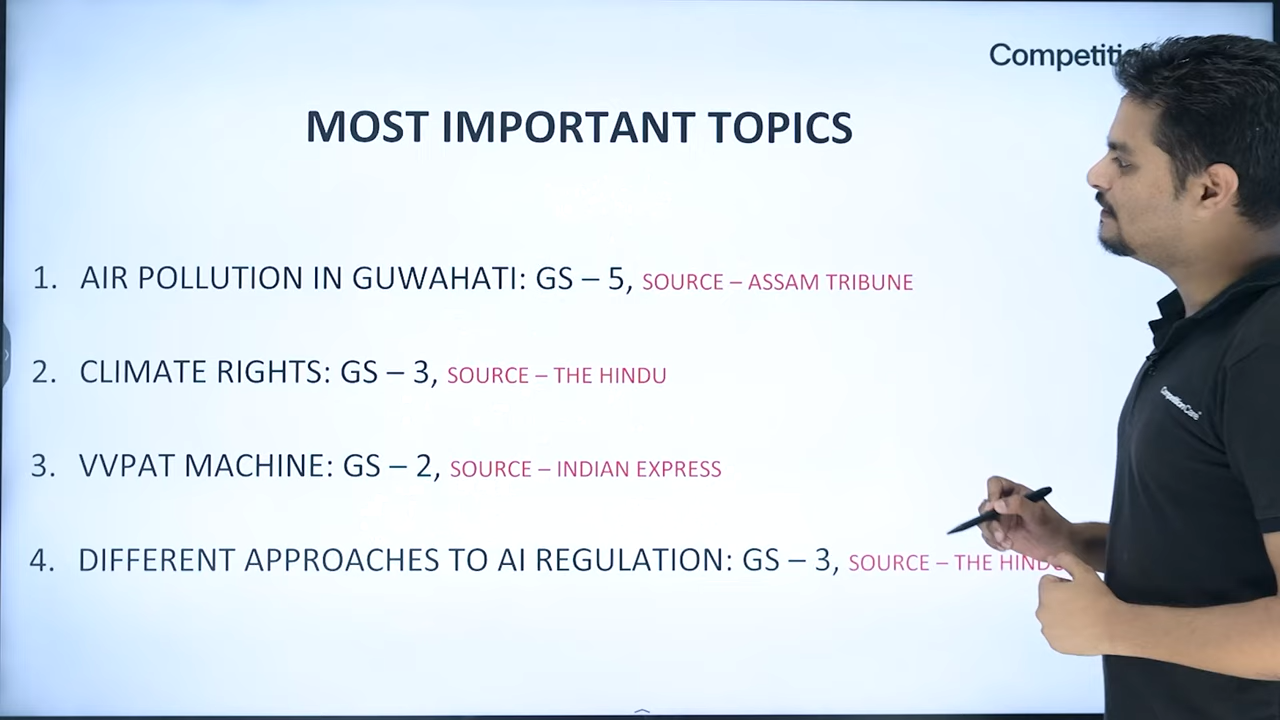 MOST IMPORTANT TOPICS
1. AIR POLLUTION IN GUWAHATI: GS – 5, SOURCE – ASSAM TRIBUNE
2. CLIMATE RIGHTS: GS – 3, SOURCE – THE HINDU
3. VVPAT MACHINE: GS – 2, SOURCE – INDIAN EXPRESS
4. DIFFERENT APPROACHES TO AI REGULATION: GS – 3, SOURCE – THE